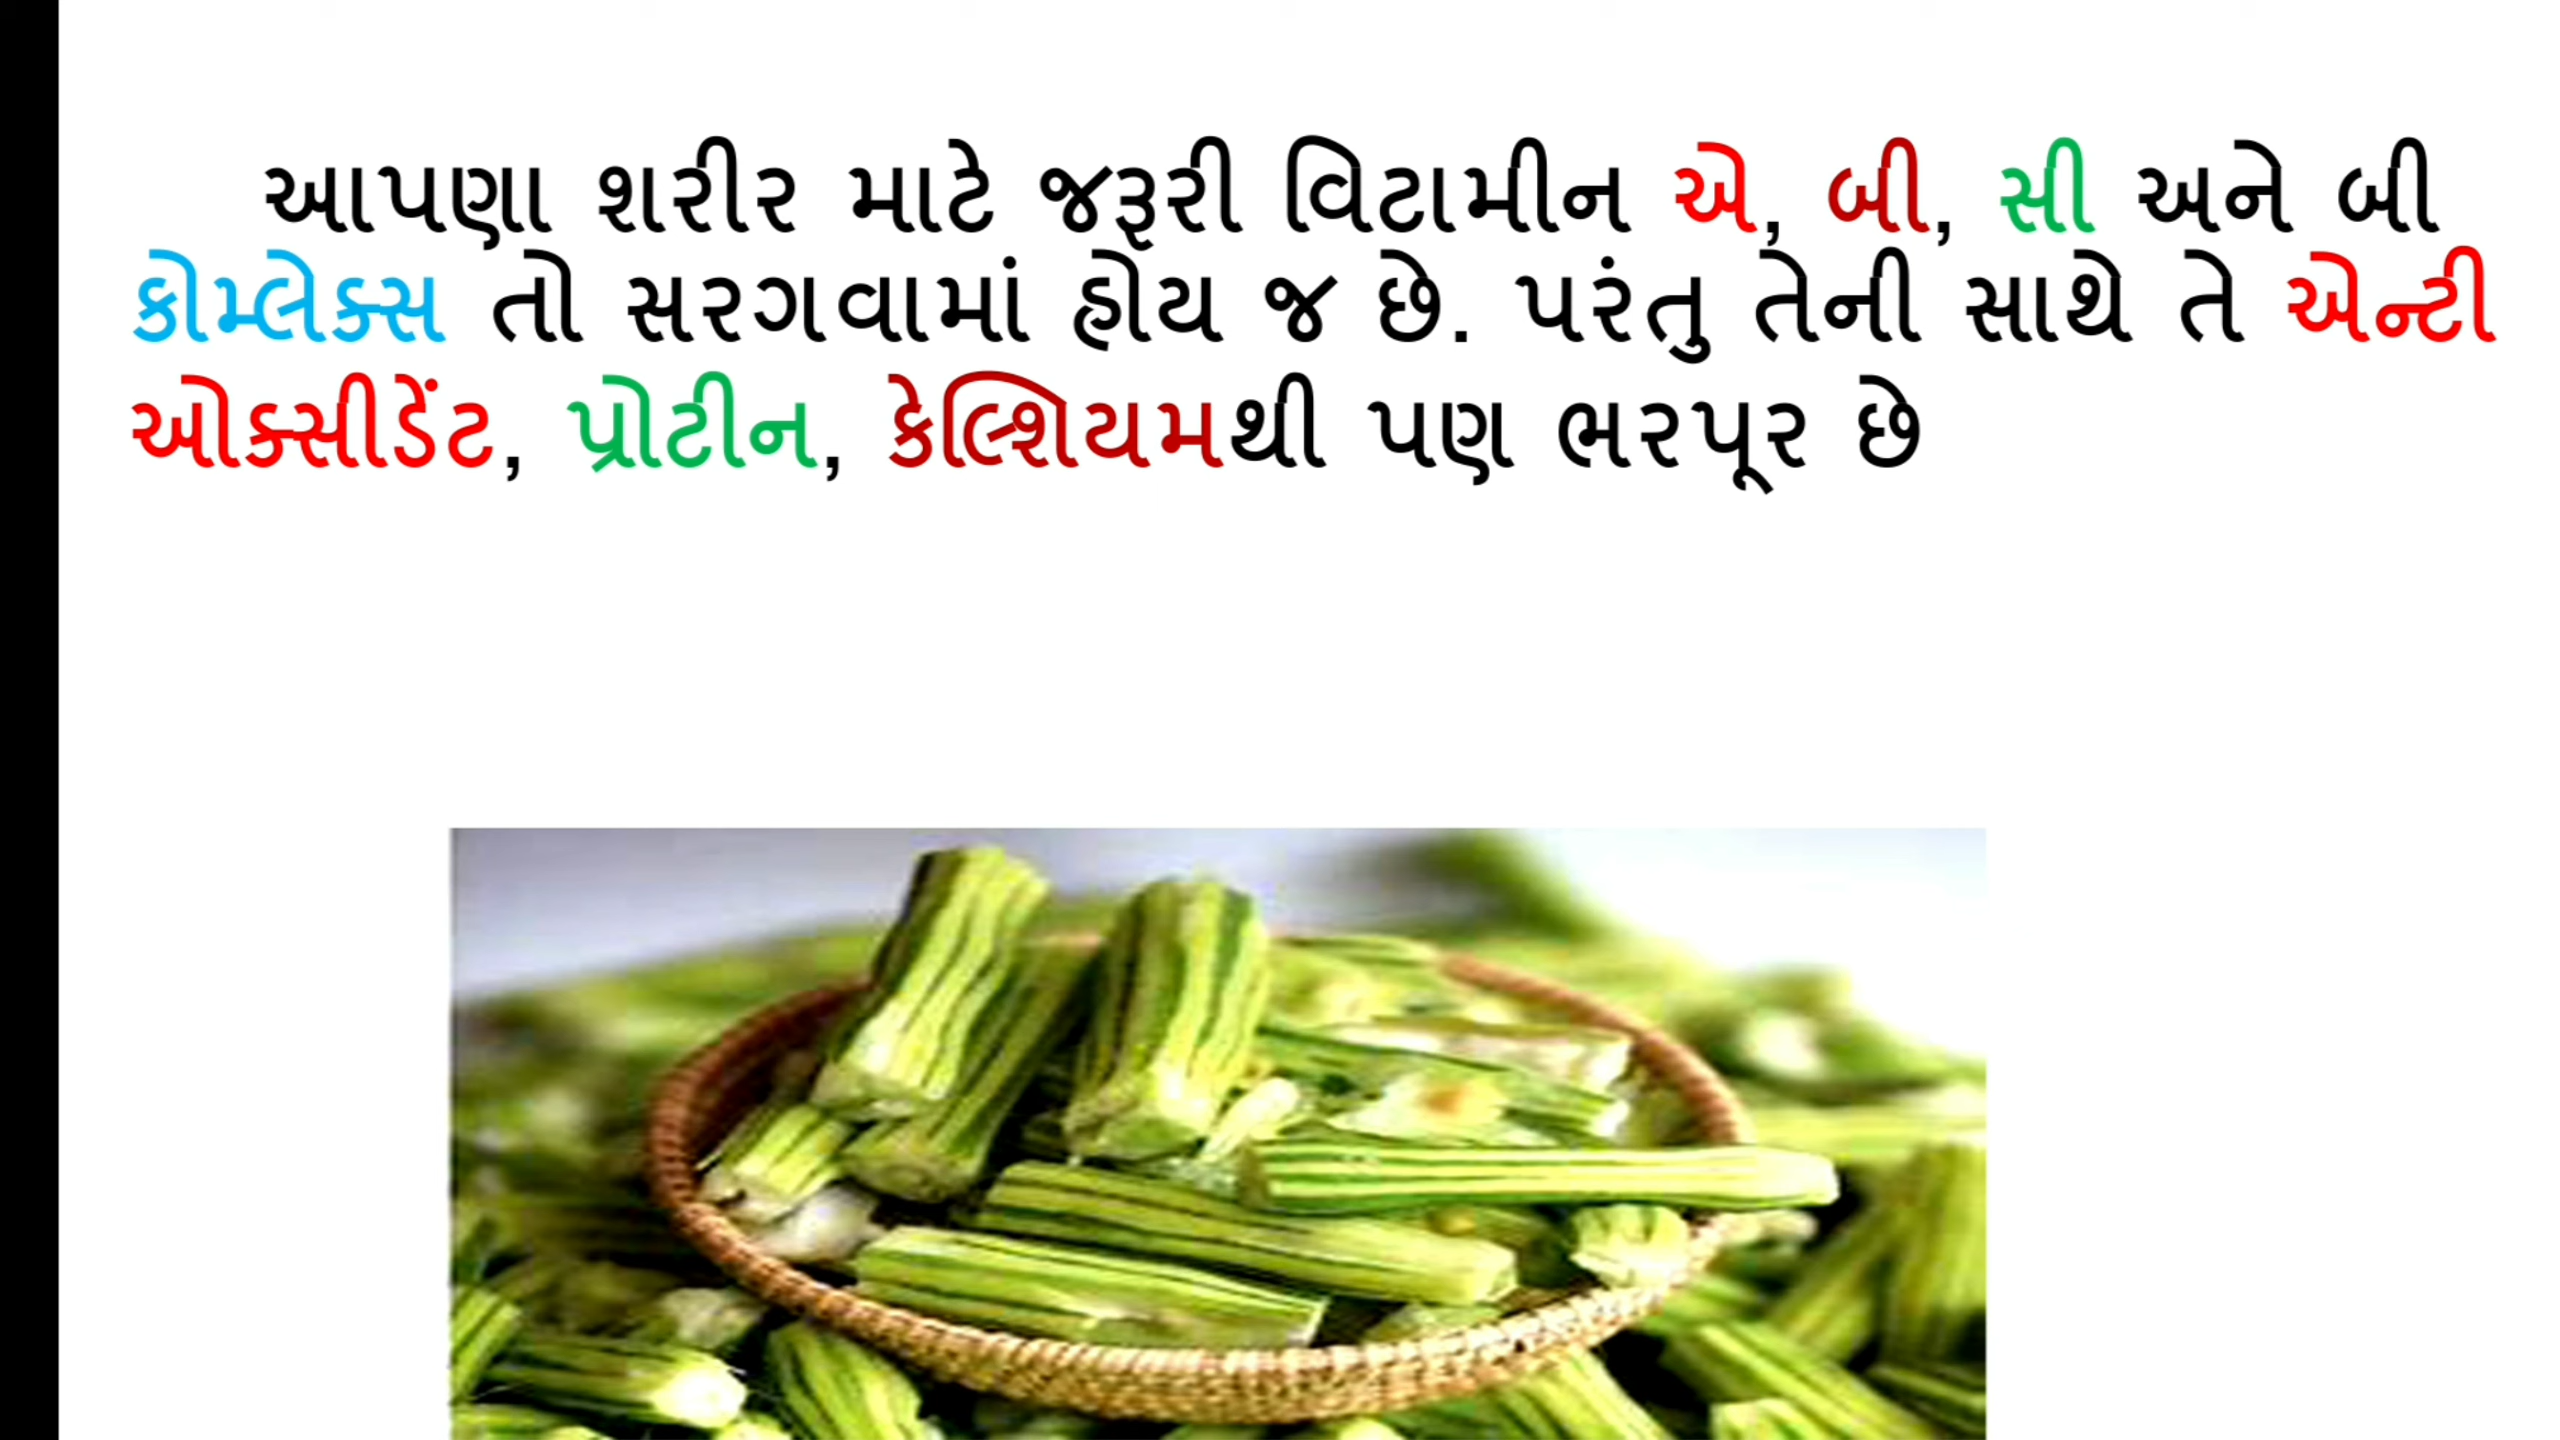 આપણા શરીર માટે જરૂરી વિટામીન એ, બી, સી અને બી
કોમ્લેક્સ તો સરગવામાં હોય જ છે. પરંતુ તેની સાથે તે એન્ટી
ઓક્સીડેંટ, પ્રોટીન, કેલ્શિયમથી પણ ભરપૂર છે